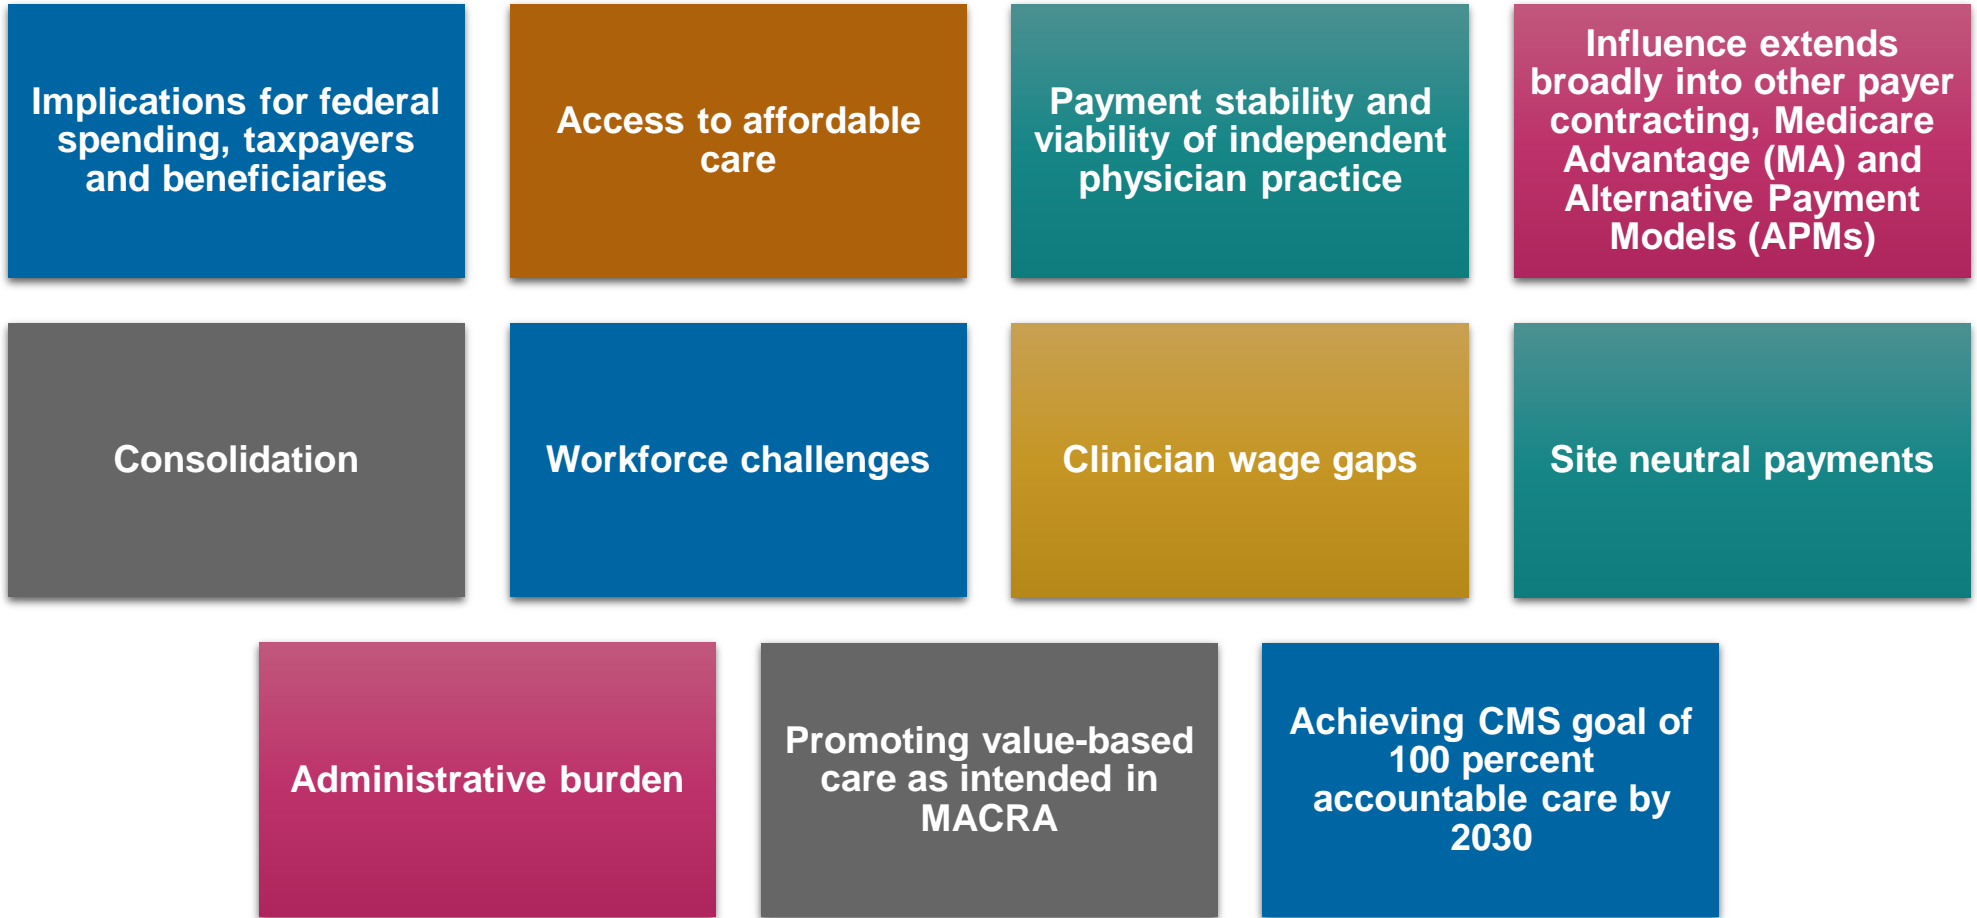 Implications for federal
spending, taxpayers
and beneficiaries
Access to affordable
care
Payment stability and
viability of independent
physician practice
Influence extends
broadly into other payer
contracting, Medicare
Advantage (MA) and
Alternative Payment
Models (APMs)
Consolidation
Workforce challenges
Clinician wage gaps
Site neutral payments
Administrative burden
Promoting value-based
care as intended in
MACRA
Achieving CMS goal of
100 percent
accountable care by
2030